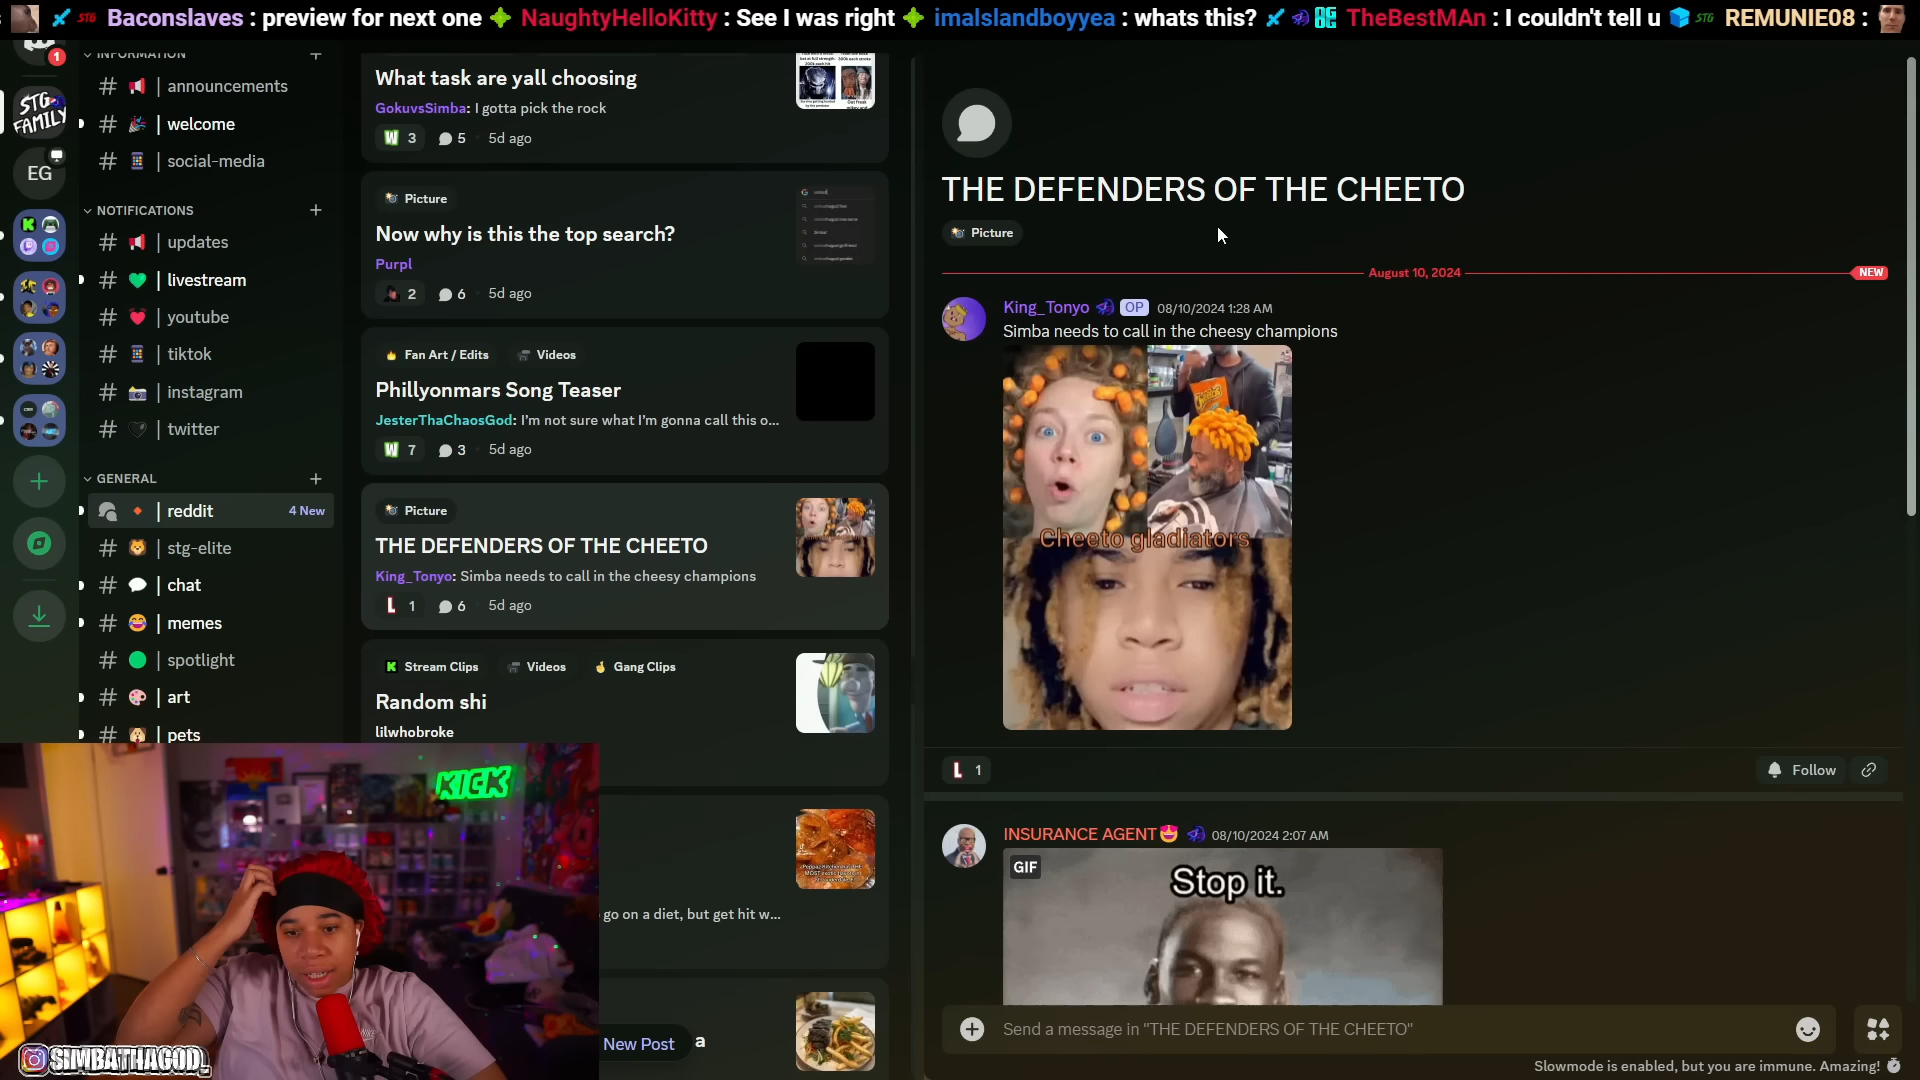 Baconslaves : preview for next one NaughtyHelloKitty : See I was right imaIslandboyyea : whats this? TheBestMAn : I couldn't tell u STG REMUNIE08 :
1
INFORMATION
# | announcements
STG FAMILY
# | welcome
EG
# | social-media
NOTIFICATIONS
# | updates
# | livestream
# | youtube
# | tiktok
# | instagram
# | twitter
GENERAL
| reddit 4 New
# | stg-elite
# | chat
# | memes
# | spotlight
# | art
# | pets
What task are yall choosing
GokuvsSimba: I gotta pick the rock
W 3 5 5d ago
Picture
Now why is this the top search?
Purpl
2 6 5d ago
Fan Art / Edits Videos
Phillyonmars Song Teaser
JesterThaChaosGod: I'm not sure what I'm gonna call this o...
W 7 3 5d ago
Picture
THE DEFENDERS OF THE CHEETO
King_Tonyo: Simba needs to call in the cheesy champions
L 1 6 5d ago
Stream Clips Videos Gang Clips
Random shi
lilwhobroke
go on a diet, but get hit w...
New Post
a
THE DEFENDERS OF THE CHEETO
Picture
August 10, 2024 NEW
King_Tonyo OP 08/10/2024 1:28 AM
Simba needs to call in the cheesy champions
Cheeto gladiators
L 1
Follow
INSURANCE AGENT 08/10/2024 2:07 AM
GIF
Stop it.
Send a message in "THE DEFENDERS OF THE CHEETO"
Slowmode is enabled, but you are immune. Amazing!
KICK
SIMBATHAGOD_